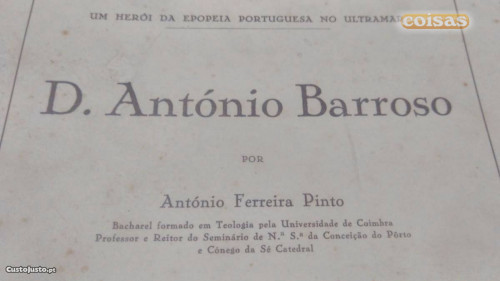 UM HERÓI DA EPOPEIA PORTUGUESA NO ULTRAMAR
coisas
D. António Barroso
POR
António Ferreira Pinto
Bacharel formado em Teologia pela Universidade de Coimbra
Professor e Reitor do Seminário de N.ª S.ª da Conceição do Pôrto
e Cónego da Sé Catedral
CustoJusto.pt